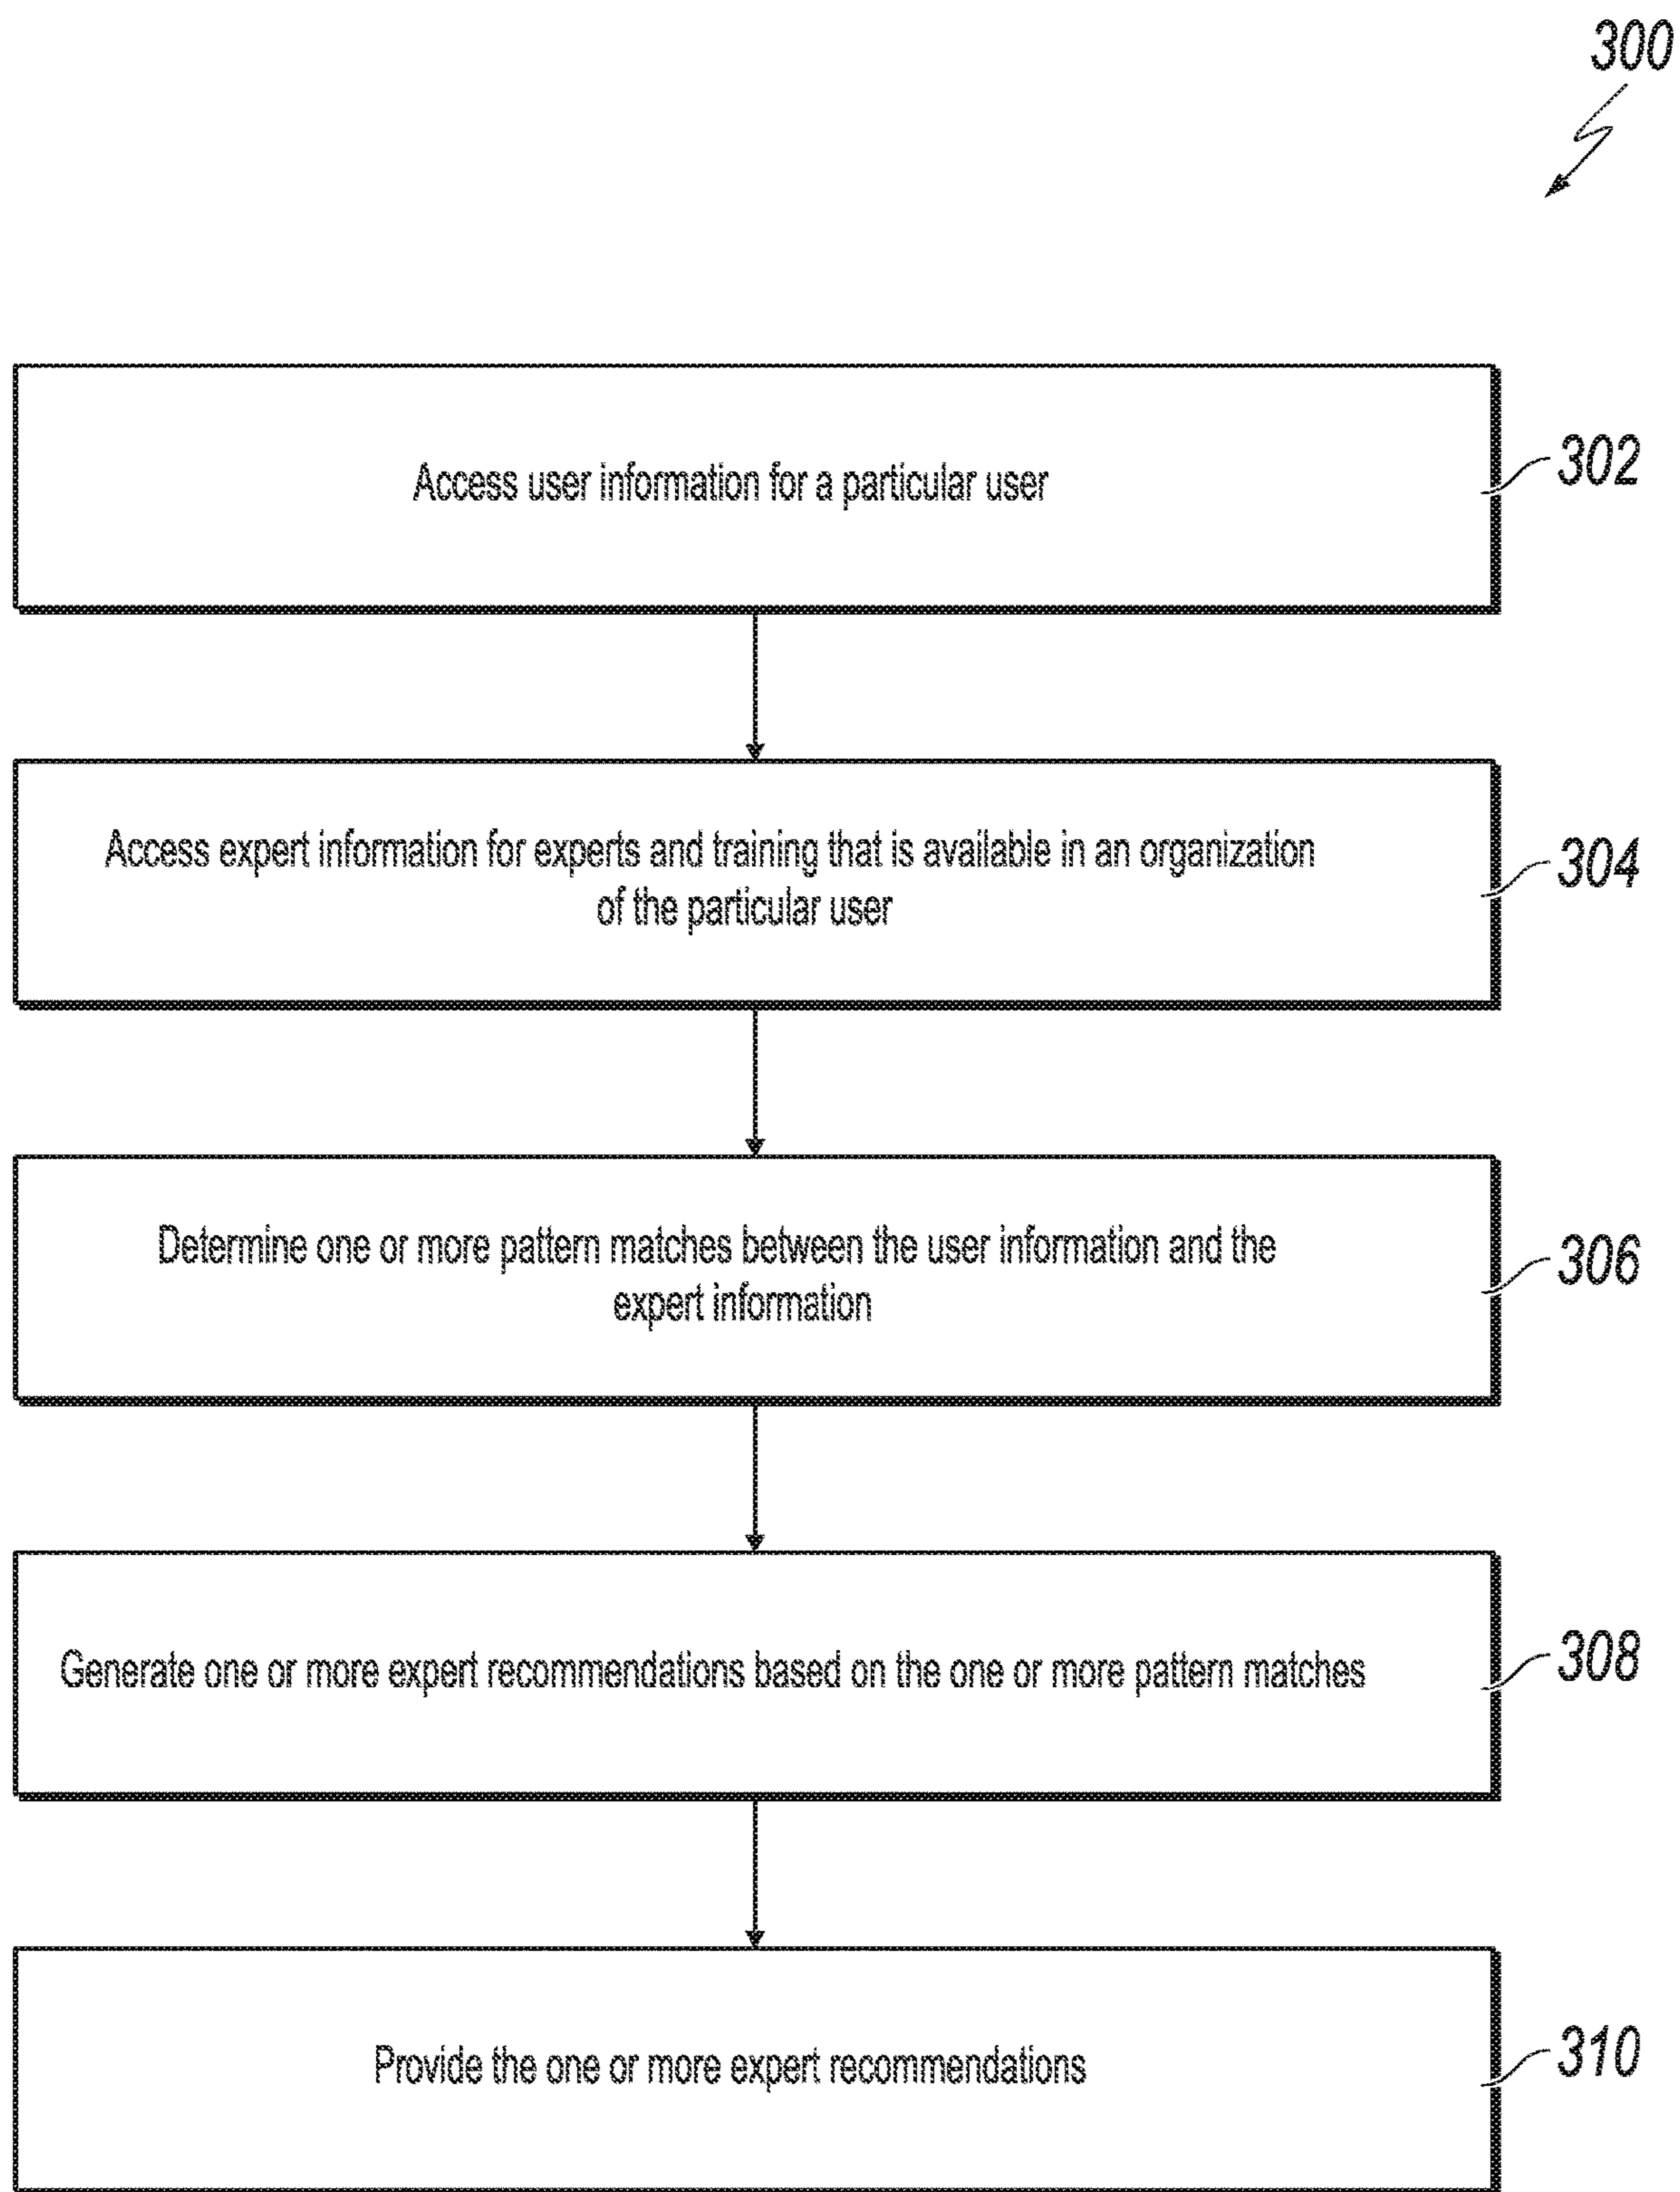 300
Access user information for a particular user
302
Access expert information for experts and training that is available in an organization
of the particular user
304
Determine one or more pattern matches between the user information and the
expert information
306
Generate one or more expert recommendations based on the one or more pattern matches
308
Provide the one or more expert recommendations
310